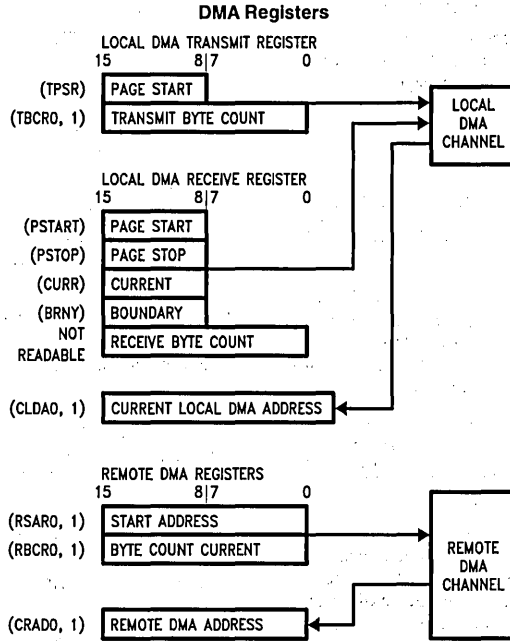 DMA Registers
LOCAL DMA TRANSMIT REGISTER
15 8|7 0
(TPSR) PAGE START
(TBCR0, 1) TRANSMIT BYTE COUNT
LOCAL
DMA
CHANNEL
LOCAL DMA RECEIVE REGISTER
15 8|7 0
(PSTART) PAGE START
(PSTOP) PAGE STOP
(CURR) CURRENT
(BRNY) BOUNDARY
NOT
READABLE
RECEIVE BYTE COUNT
(CLDA0, 1) CURRENT LOCAL DMA ADDRESS
REMOTE DMA REGISTERS
15 8|7 0
(RSAR0, 1) START ADDRESS
(RBCR0, 1) BYTE COUNT CURRENT
REMOTE
DMA
CHANNEL
(CRAD0, 1) REMOTE DMA ADDRESS